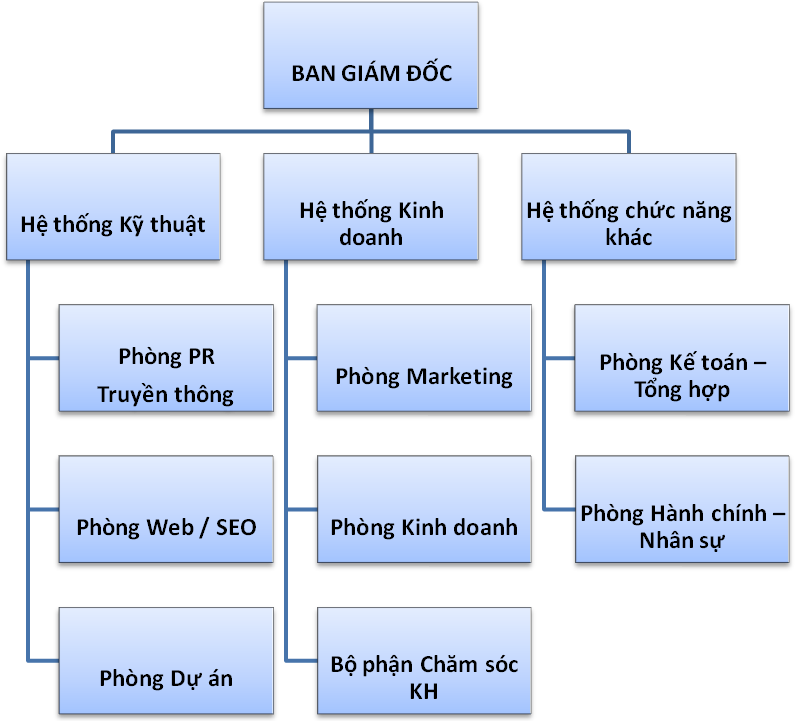 BAN GIÁM ĐỐC
Hệ thống Kỹ thuật
Hệ thống Kinh
doanh
Hệ thống chức năng
khác
Phòng PR
Truyền thông
Phòng Marketing
Phòng Kế toán –
Tổng hợp
Phòng Web / SEO
Phòng Kinh doanh
Phòng Hành chính –
Nhân sự
Phòng Dự án
Bộ phận Chăm sóc
KH